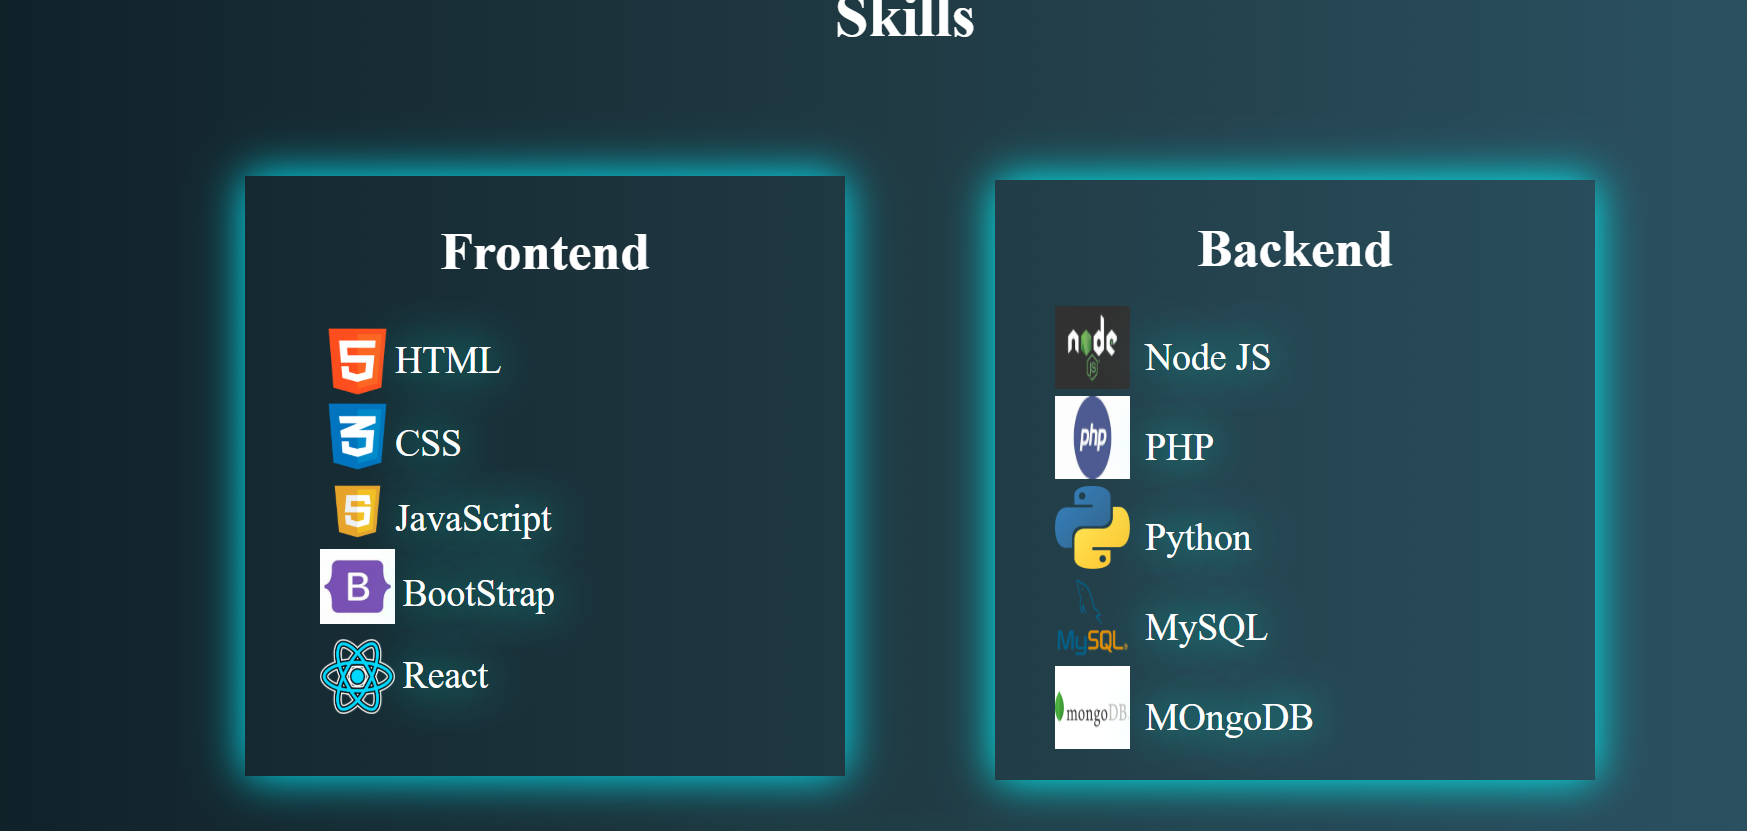 Skills
Frontend
HTML
CSS
JavaScript
B BootStrap
React
Backend
node
JS
Node JS
php
PHP
Python
MySQL
MySQL
mongoDB
MOngoDB